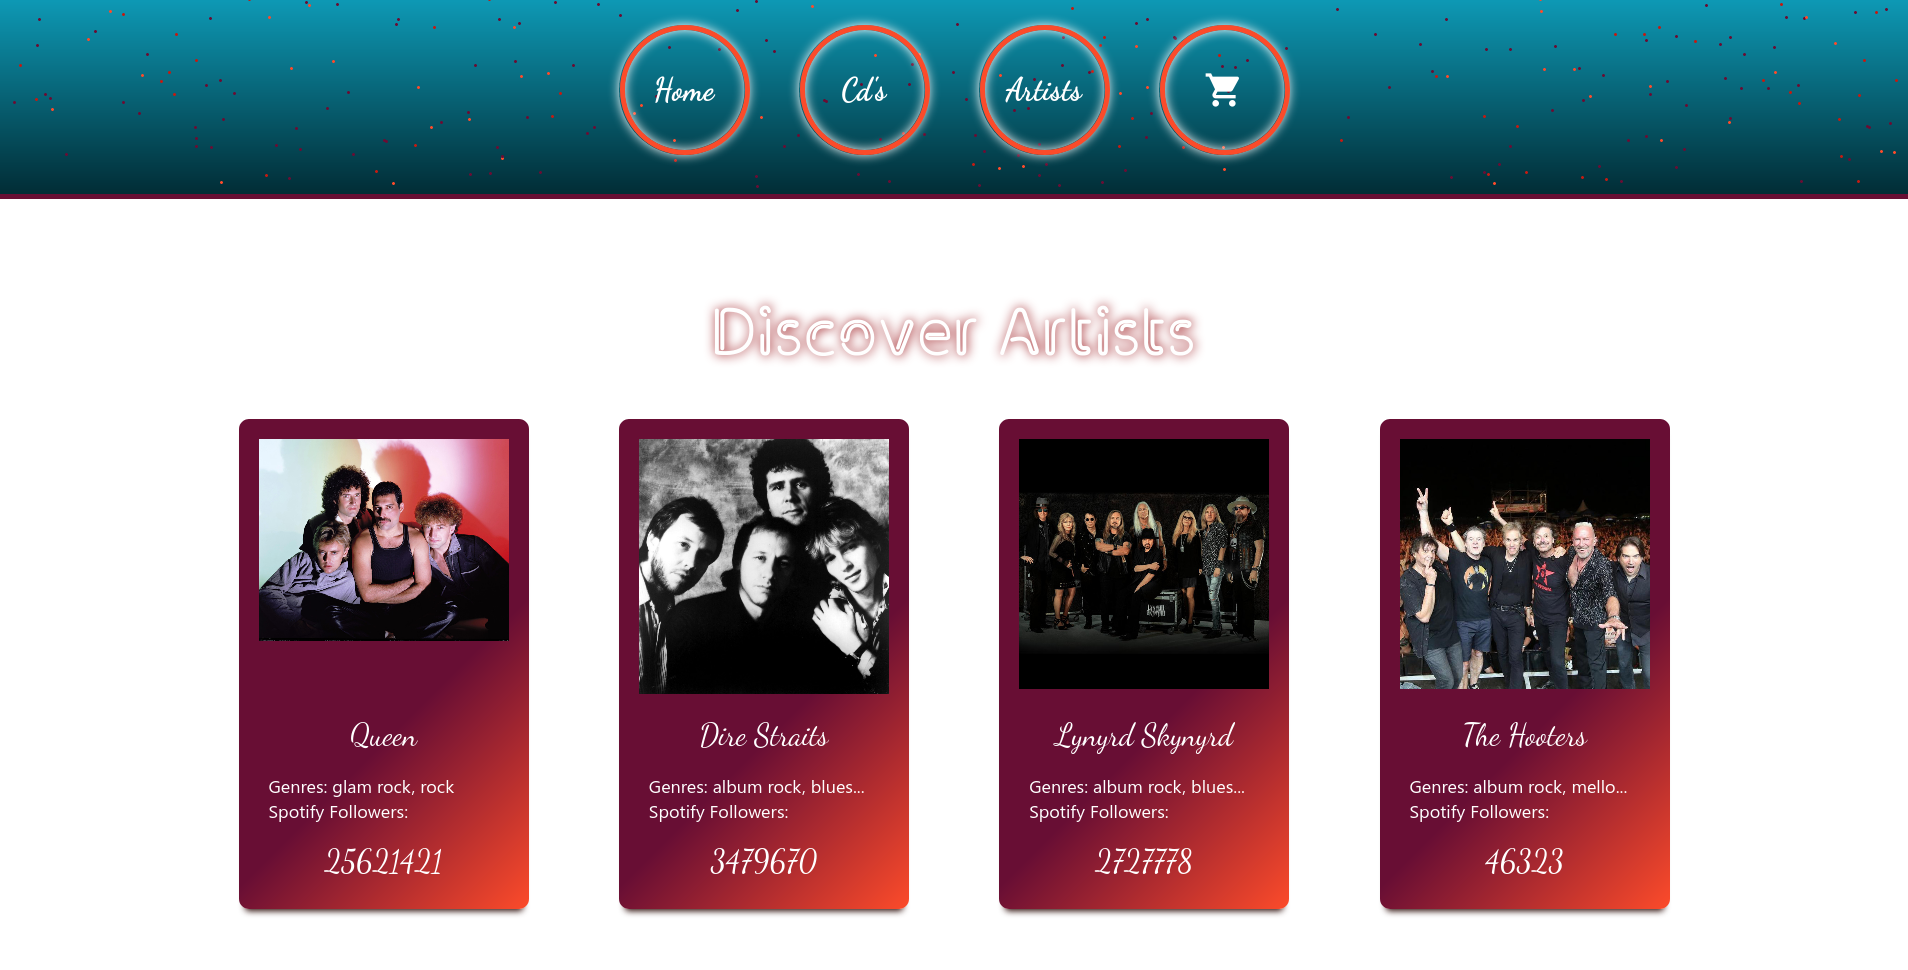 Home Cd's Artists
Discover Artists
Queen
Genres: glam rock, rock
Spotify Followers:
25621421
Dire Straits
Genres: album rock, blues...
Spotify Followers:
3479670
Lynyrd Skynyrd
Genres: album rock, blues...
Spotify Followers:
2727778
The Hooters
Genres: album rock, mello...
Spotify Followers:
46323